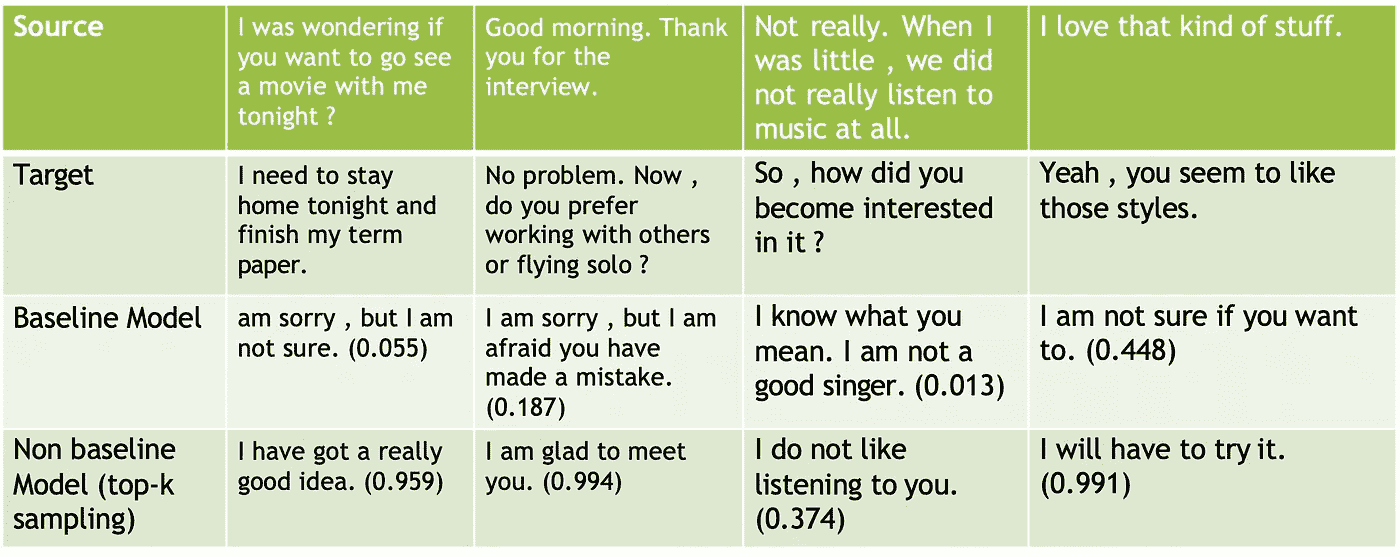 Source
I was wondering if
you want to go see
a movie with me
tonight ?
Good morning. Thank
you for the
interview.
Not really. When I
was little , we did
not really listen to
music at all.
I love that kind of stuff.
Target
I need to stay
home tonight and
finish my term
paper.
No problem. Now ,
do you prefer
working with others
or flying solo ?
So , how did you
become interested
in it ?
Yeah , you seem to like
those styles.
Baseline Model
am sorry , but I am
not sure. (0.055)
I am sorry , but I am
afraid you have
made a mistake.
(0.187)
I know what you
mean. I am not a
good singer. (0.013)
I am not sure if you want
to. (0.448)
Non baseline
Model (top-k
sampling)
I have got a really
good idea. (0.959)
I am glad to meet
you. (0.994)
I do not like
listening to you.
(0.374)
I will have to try it.
(0.991)